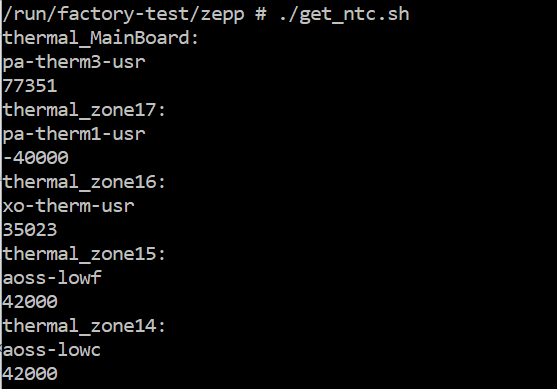 /run/factory-test/zepp # ./get_ntc.sh
thermal_MainBoard:
pa-therm3-usr
77351
thermal_zone17:
pa-therm1-usr
-40000
thermal_zone16:
xo-therm-usr
35023
thermal_zone15:
aoss-lowf
42000
thermal_zone14:
aoss-lowc
42000